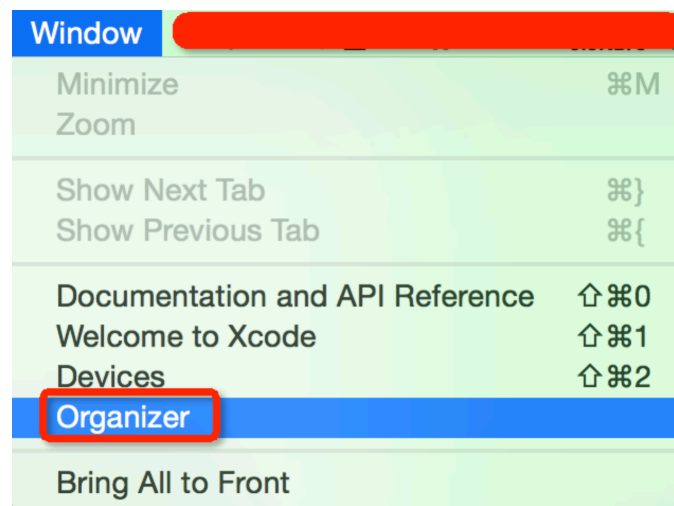 Window
Minimize ⌘M
Zoom
Show Next Tab ⌘}
Show Previous Tab ⌘{
Documentation and API Reference ⇧⌘0
Welcome to Xcode ⇧⌘1
Devices ⇧⌘2
Organizer
Bring All to Front